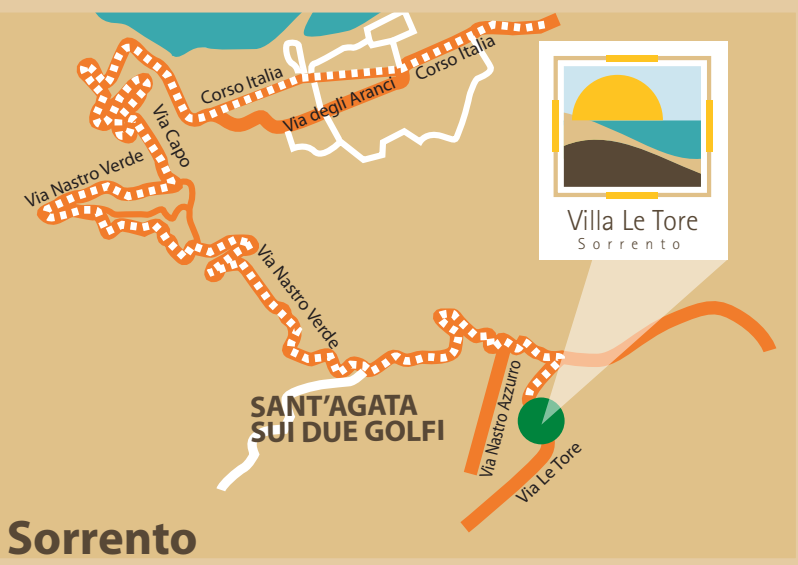 Corso Italia
Corso Italia
Via degli Aranci
Via Capo
Via Nastro Verde
Villa Le Tore
Sorrento
Via Nastro Verde
SANT'AGATA
SUI DUE GOLFI
Via Nastro Azzurro
Via Le Tore
Sorrento